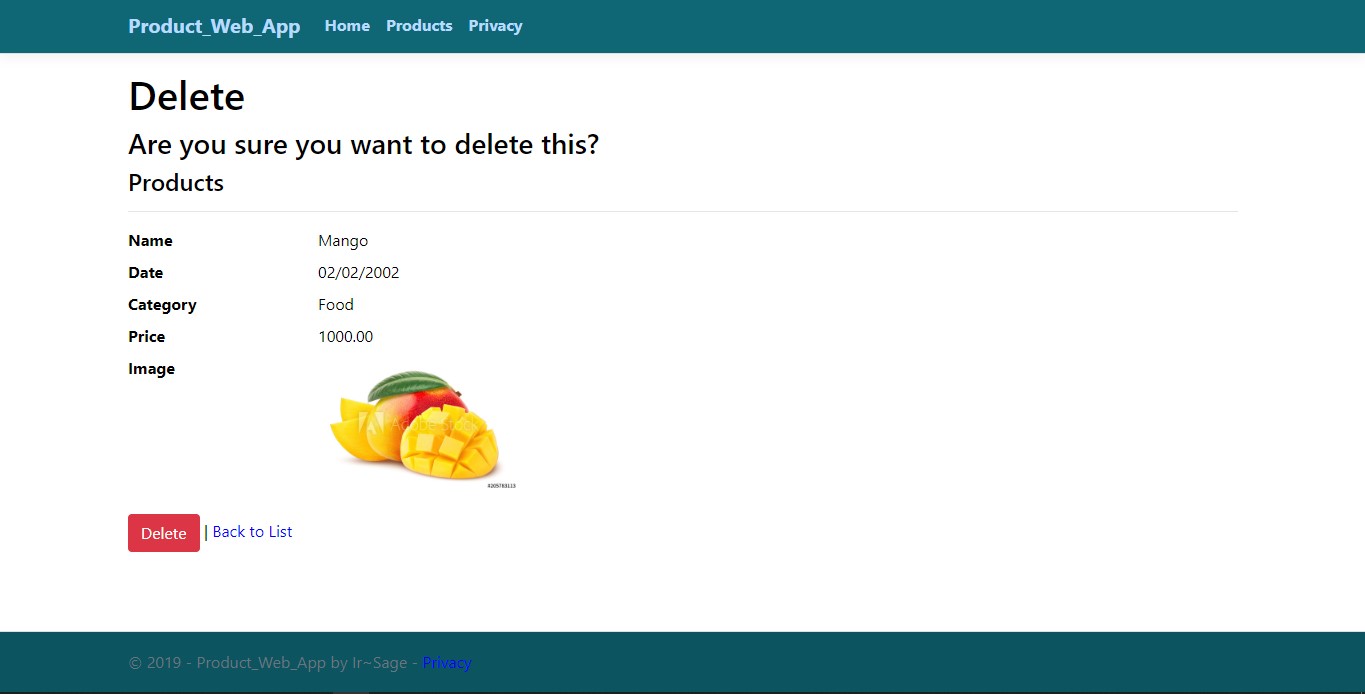 Product_Web_App Home Products Privacy
Delete
Are you sure you want to delete this?
Products
Name Mango
Date 02/02/2002
Category Food
Price 1000.00
Image
Adobe Stock
#205783113
Delete | Back to List
© 2019 - Product_Web_App by Ir~Sage - Privacy